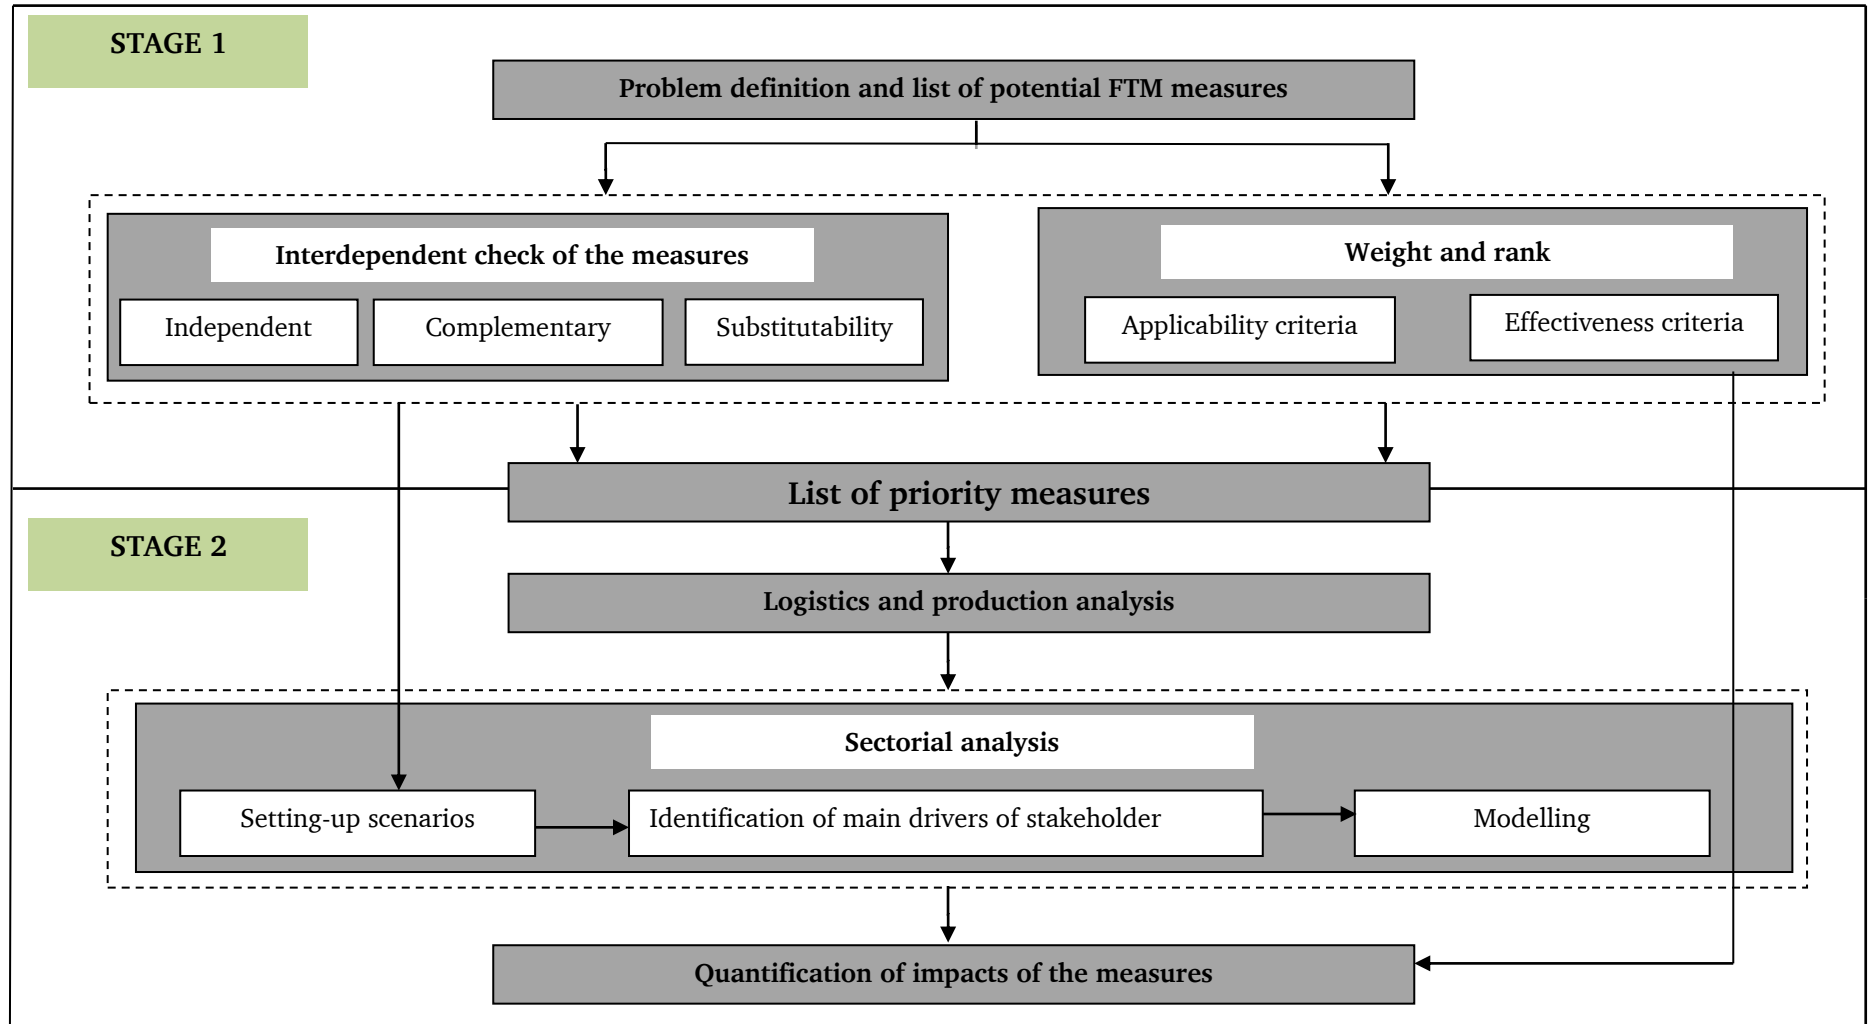 STAGE 1
Problem definition and list of potential FTM measures
Interdependent check of the measures
Weight and rank
Independent
Complementary
Substitutability
Applicability criteria
Effectiveness criteria
List of priority measures
STAGE 2
Logistics and production analysis
Sectorial analysis
Setting-up scenarios
Identification of main drivers of stakeholder
Modelling
Quantification of impacts of the measures